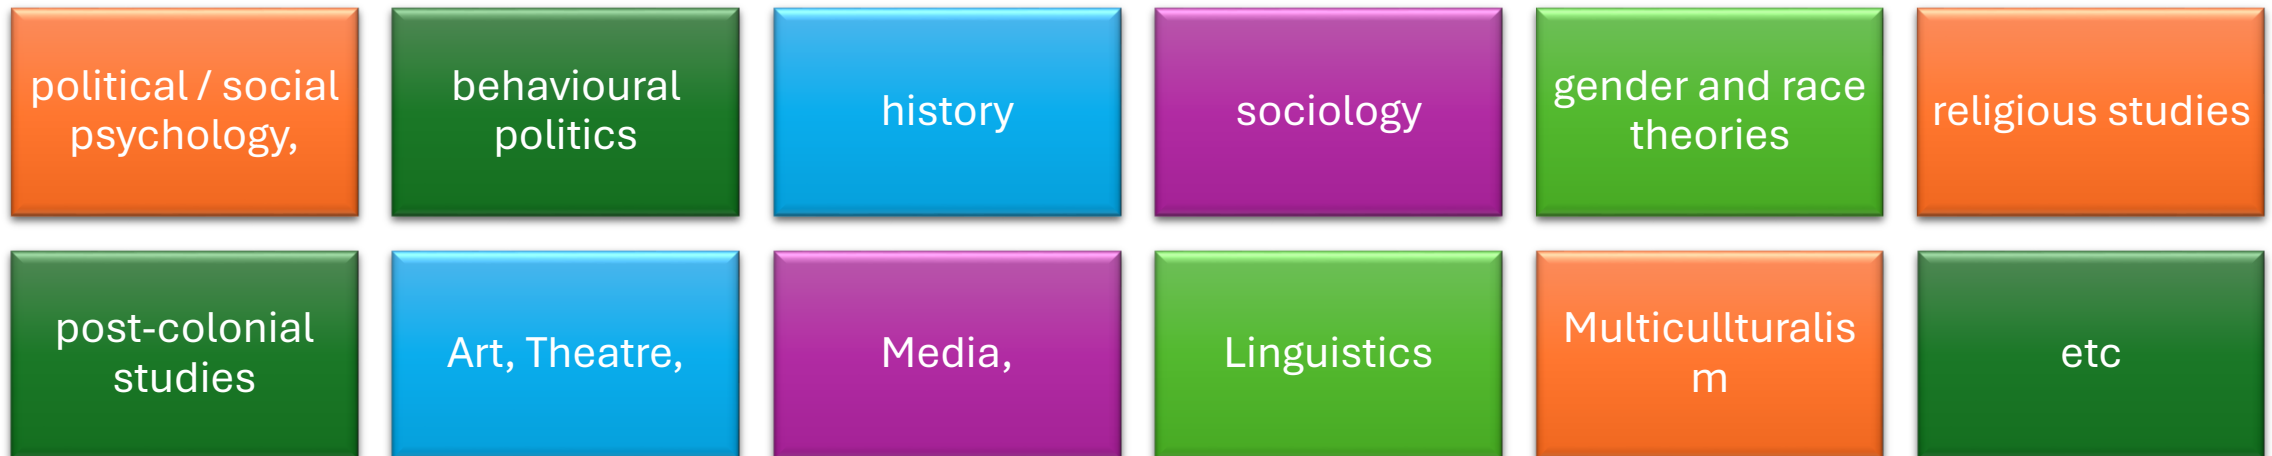 political / social
psychology,
behavioural
politics
history
sociology
gender and race
theories
religious studies
post-colonial
studies
Art, Theatre,
Media,
Linguistics
Multicullturalis
m
etc